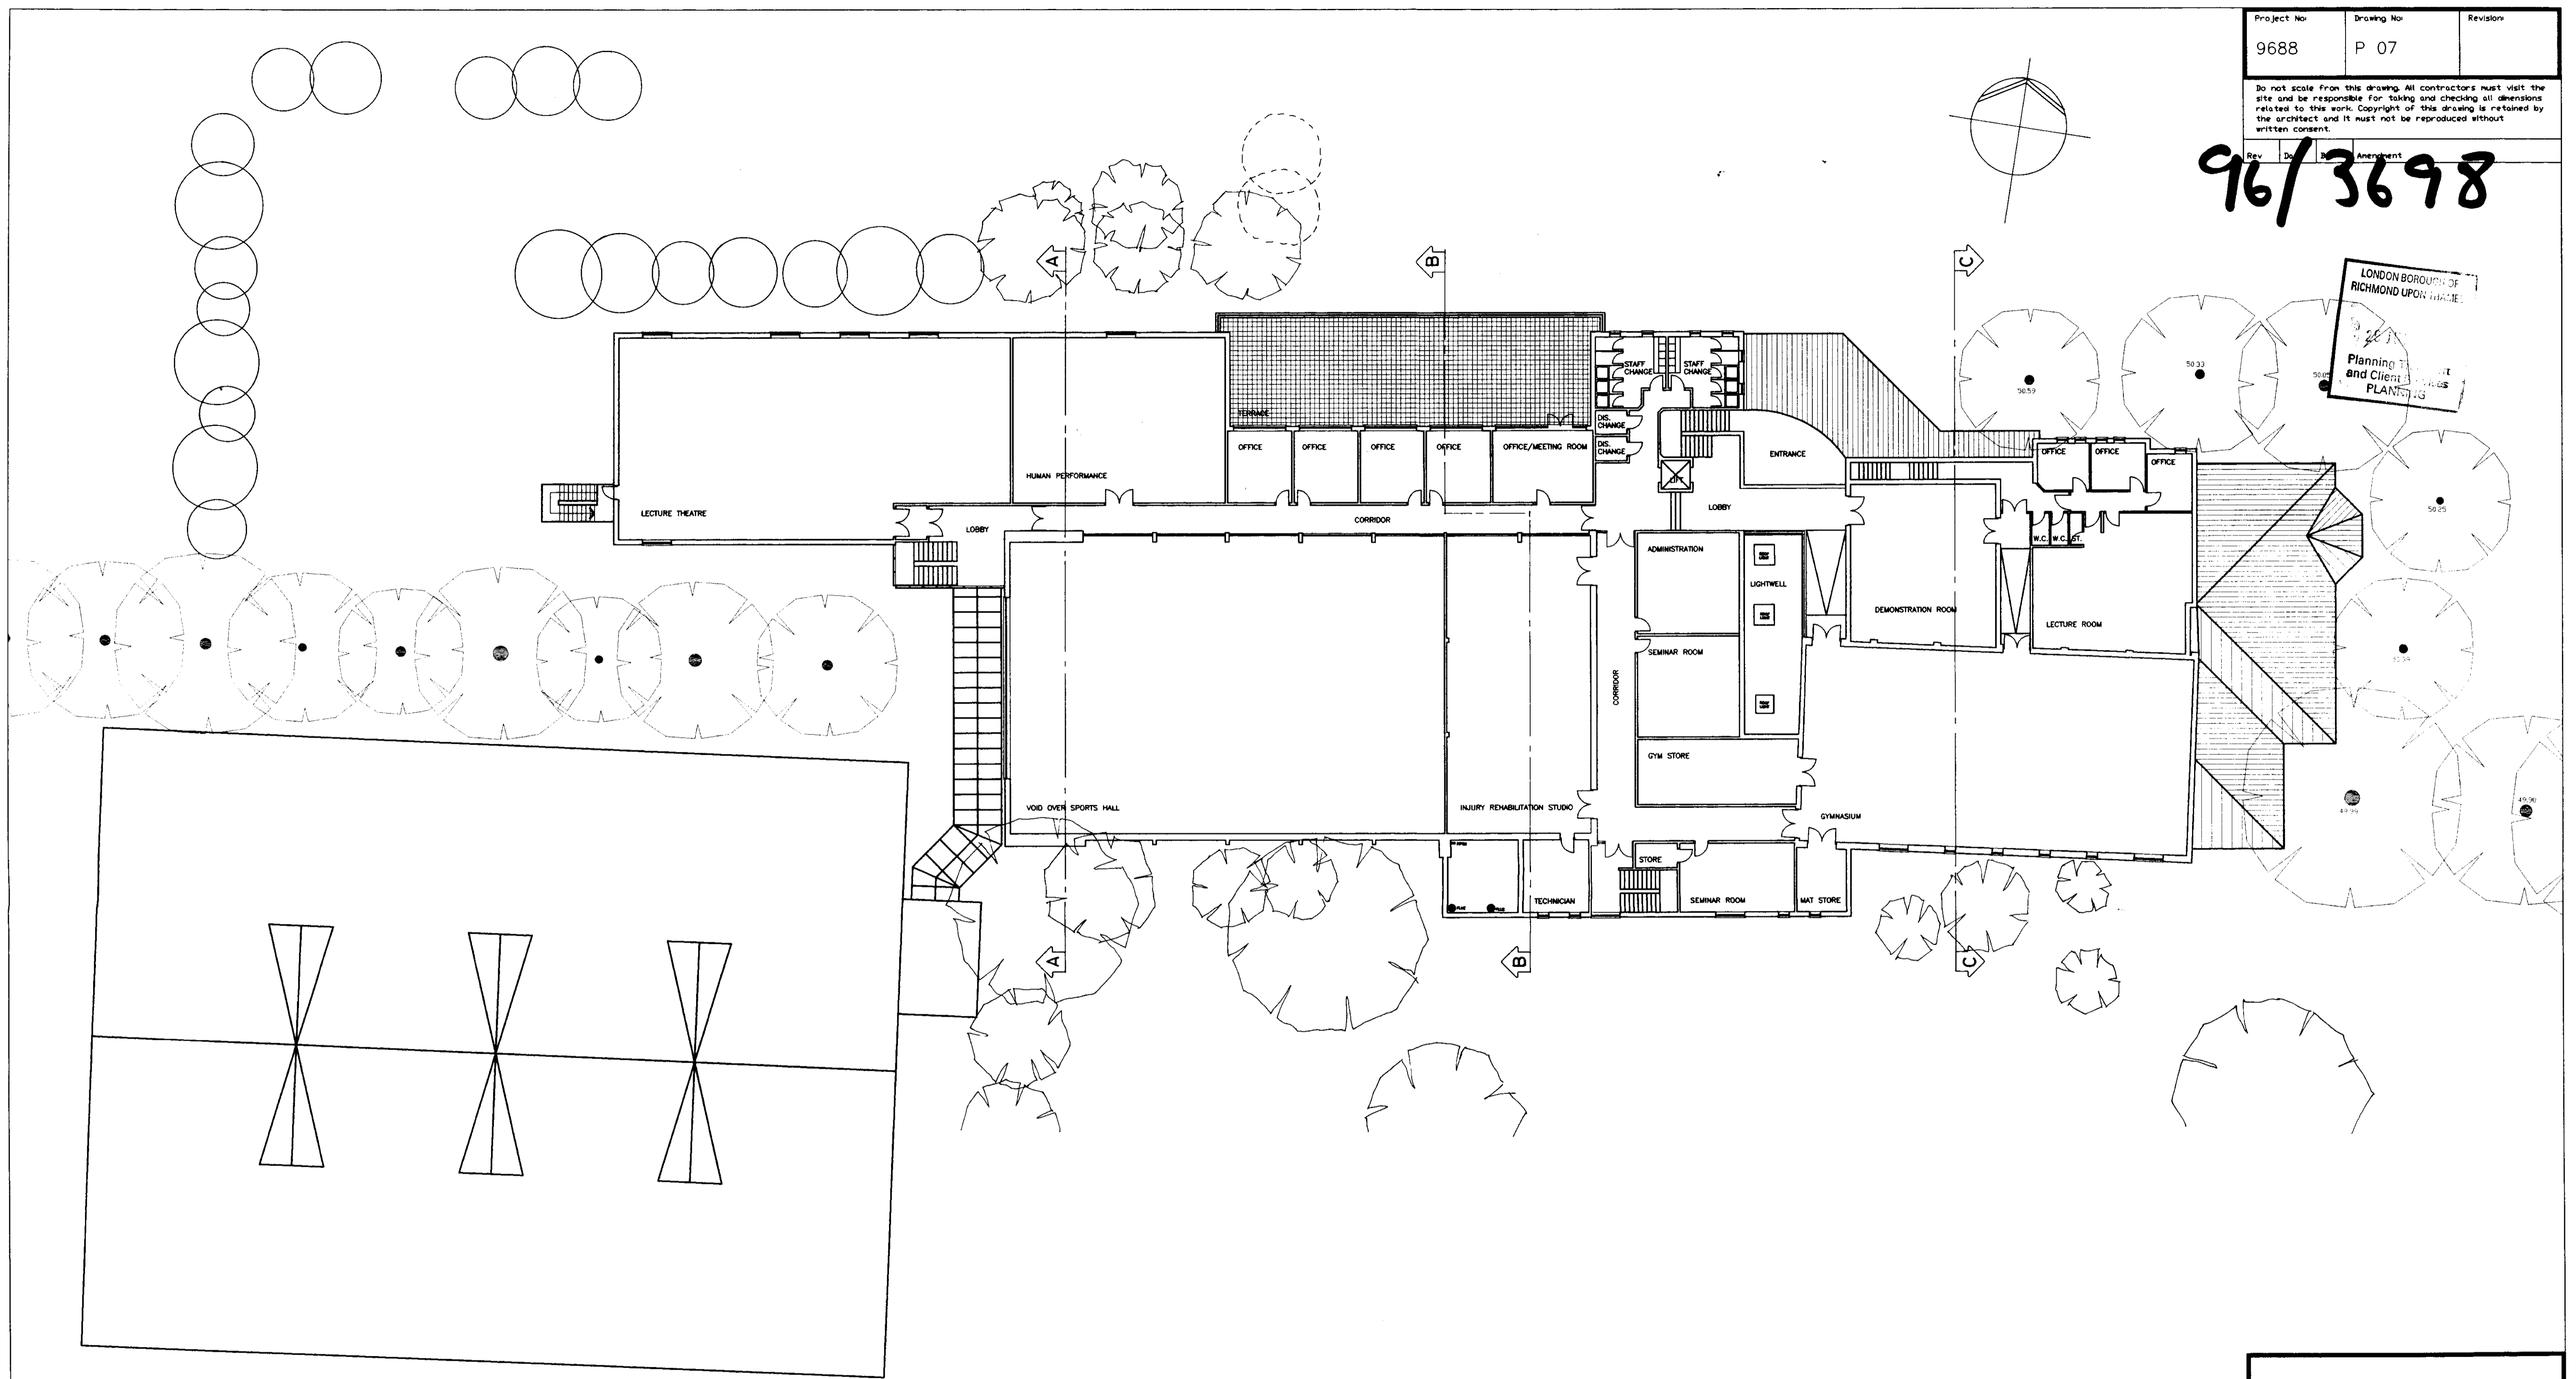 Project No:
Drawing No:
Revision:
9688
P 07
Do not scale from this drawing. All contractors must visit the
site and be responsible for taking and checking all dimensions
related to this work. Copyright of this drawing is retained by
the architect and it must not be reproduced without
written consent.
Rev
Amendment
96/3698
LONDON BOROUGH OF
RICHMOND UPON THAMES
Planning
and Client
PLANNING
A
B
C
50.59
50.33
50.25
49.99
49.90
STAFF
CHANGE
STAFF
CHANGE
TERRACE
DIS.
CHANGE
DIS.
CHANGE
OFFICE
OFFICE
OFFICE
OFFICE
OFFICE/MEETING ROOM
ENTRANCE
OFFICE
OFFICE
OFFICE
HUMAN PERFORMANCE
LIFT
LECTURE THEATRE
LOBBY
CORRIDOR
LOBBY
W.C.
W.C.
ST.
ADMINISTRATION
LIGHTWELL
DEMONSTRATION ROOM
LECTURE ROOM
SEMINAR ROOM
CORRIDOR
GYM STORE
VOID OVER SPORTS HALL
INJURY REHABILITATION STUDIO
GYMNASIUM
STORE
TECHNICIAN
SEMINAR ROOM
MAT STORE
A
B
C